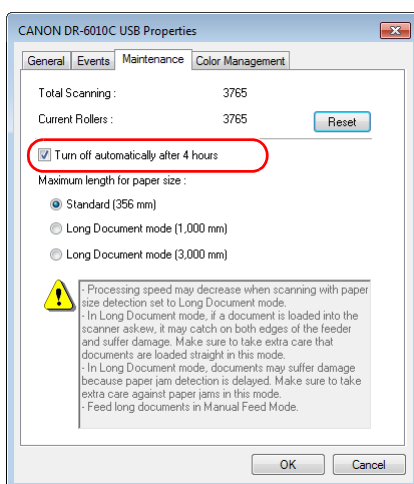 CANON DR-6010C USB Properties
General Events Maintenance Color Management
Total Scanning : 3765
Current Rollers : 3765 Reset
Turn off automatically after 4 hours
Maximum length for paper size :
Standard (356 mm)
Long Document mode (1,000 mm)
Long Document mode (3,000 mm)
- Processing speed may decrease when scanning with paper
size detection set to Long Document mode.
- In Long Document mode, if a document is loaded into the
scanner askew, it may catch on both edges of the feeder
and suffer damage. Make sure to take extra care that
documents are loaded straight in this mode.
- In Long Document mode, documents may suffer damage
because paper jam detection is delayed. Make sure to take
extra care against paper jams in this mode.
- Feed long documents in Manual Feed Mode.
OK Cancel